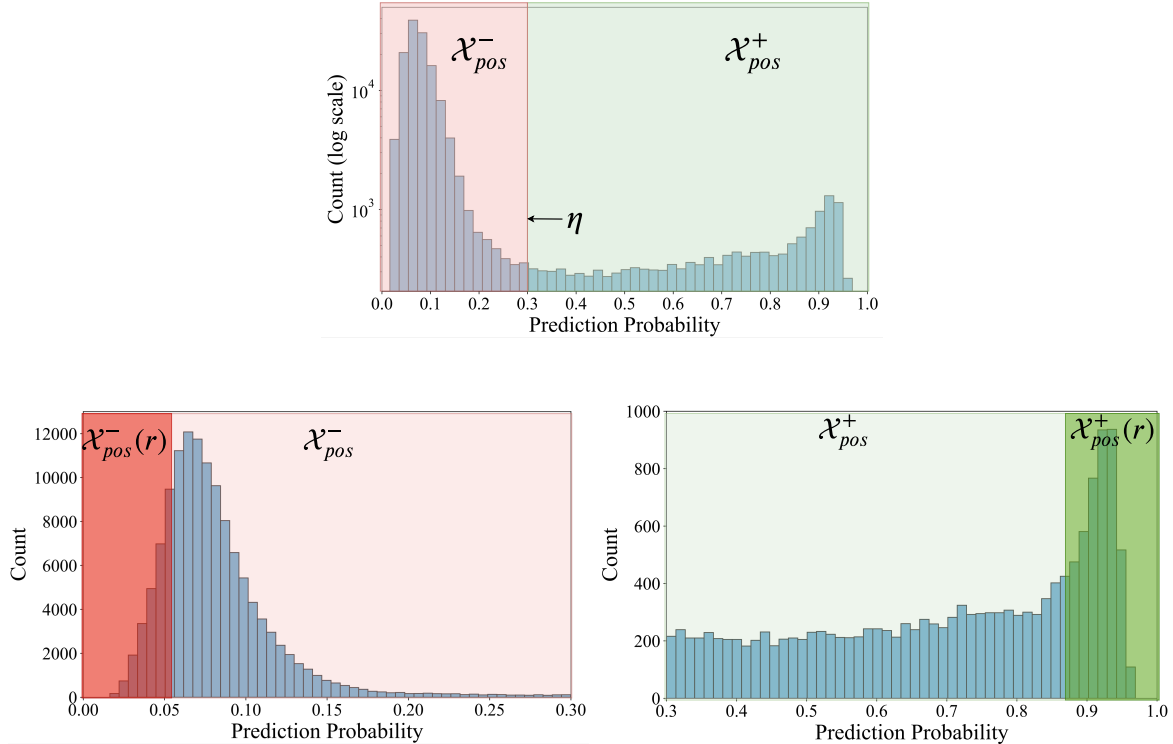 𝒳⁻pos
𝒳⁺pos
Count (log scale)
10⁴
10³
η
0.0 0.1 0.2 0.3 0.4 0.5 0.6 0.7 0.8 0.9 1.0
Prediction Probability
𝒳⁻pos(r)
𝒳⁻pos
Count
12000
10000
8000
6000
4000
2000
0
0.00 0.05 0.10 0.15 0.20 0.25 0.30
Prediction Probability
𝒳⁺pos
𝒳⁺pos(r)
Count
1000
800
600
400
200
0
0.3 0.4 0.5 0.6 0.7 0.8 0.9 1.0
Prediction Probability